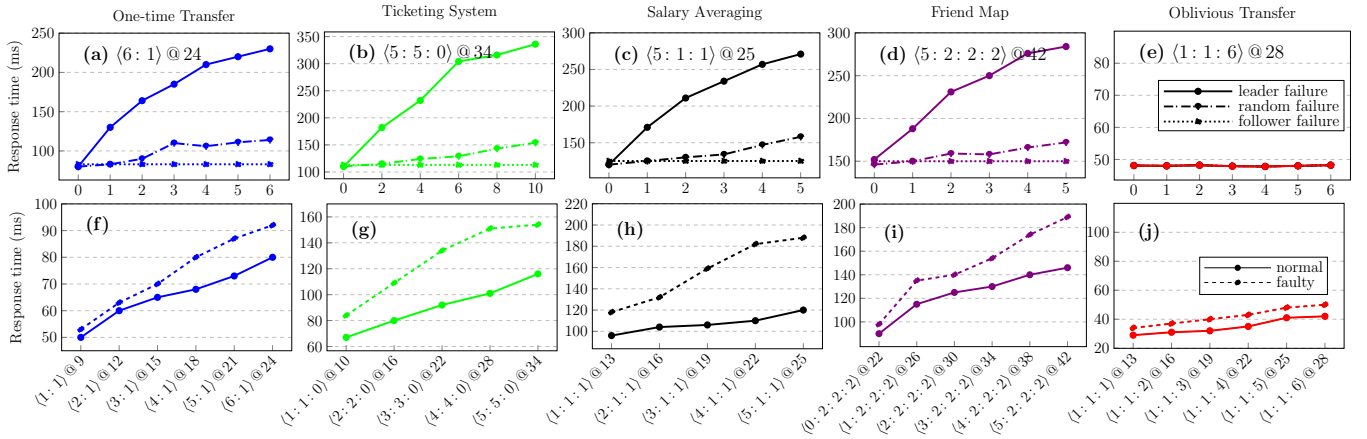 One-time Transfer
Ticketing System
Salary Averaging
Friend Map
Oblivious Transfer
Response time (ms)
250
200
150
100
(a) ⟨6 : 1⟩ @ 24
0 1 2 3 4 5 6
350
300
250
200
150
100
(b) ⟨5 : 5 : 0⟩ @ 34
0 2 4 6 8 10
300
200
100
(c) ⟨5 : 1 : 1⟩ @ 25
0 1 2 3 4 5
300
250
200
150
(d) ⟨5 : 2 : 2 : 2⟩ @ 42
0 1 2 3 4 5
80
70
60
50
(e) ⟨1 : 1 : 6⟩ @ 28
leader failure
random failure
follower failure
0 1 2 3 4 5 6
Response time (ms)
100
90
80
70
60
50
(f)
⟨1 : 1⟩ @ 9
⟨2 : 1⟩ @ 12
⟨3 : 1⟩ @ 15
⟨4 : 1⟩ @ 18
⟨5 : 1⟩ @ 21
⟨6 : 1⟩ @ 24
160
140
120
100
80
60
(g)
⟨1 : 1 : 0⟩ @ 10
⟨2 : 2 : 0⟩ @ 16
⟨3 : 3 : 0⟩ @ 22
⟨4 : 4 : 0⟩ @ 28
⟨5 : 5 : 0⟩ @ 34
220
200
180
160
140
120
100
(h)
⟨1 : 1 : 1⟩ @ 13
⟨2 : 1 : 1⟩ @ 16
⟨3 : 1 : 1⟩ @ 19
⟨4 : 1 : 1⟩ @ 22
⟨5 : 1 : 1⟩ @ 25
200
180
160
140
120
100
(i)
⟨0 : 2 : 2 : 2⟩ @ 22
⟨1 : 2 : 2 : 2⟩ @ 26
⟨2 : 2 : 2 : 2⟩ @ 30
⟨3 : 2 : 2 : 2⟩ @ 34
⟨4 : 2 : 2 : 2⟩ @ 38
⟨5 : 2 : 2 : 2⟩ @ 42
100
80
60
40
20
(j)
normal
faulty
⟨1 : 1 : 1⟩ @ 13
⟨1 : 1 : 2⟩ @ 16
⟨1 : 1 : 3⟩ @ 19
⟨1 : 1 : 4⟩ @ 22
⟨1 : 1 : 5⟩ @ 25
⟨1 : 1 : 6⟩ @ 28